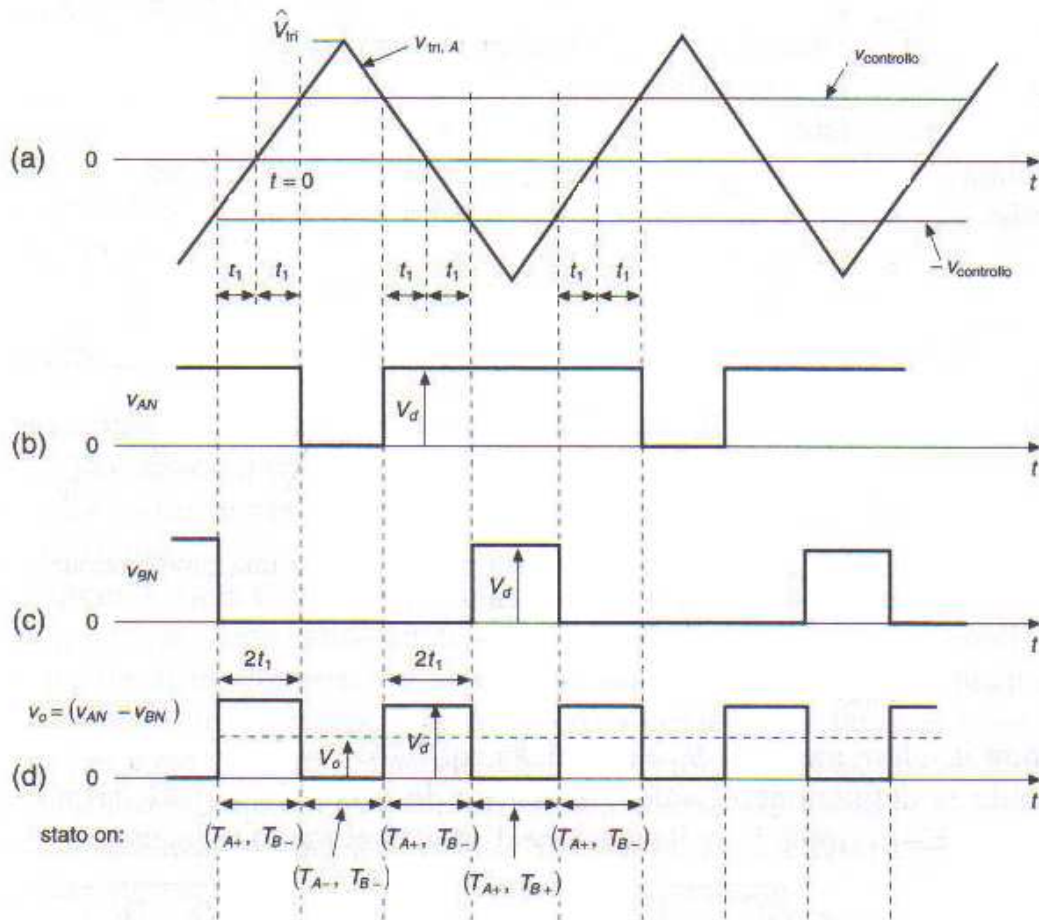 V̂tri
vtri, A
vcontrollo
(a)
0
t = 0
t
− vcontrollo
t1 t1 t1 t1 t1 t1
vAN
Vd
(b)
0
t
vBN
Vd
(c)
0
t
2t1 2t1
vo = (vAN − vBN)
Vd
Vo
(d)
0
stato on:
(TA+, TB−) (TA+, TB−) (TA+, TB−)
(TA−, TB−) (TA+, TB+)